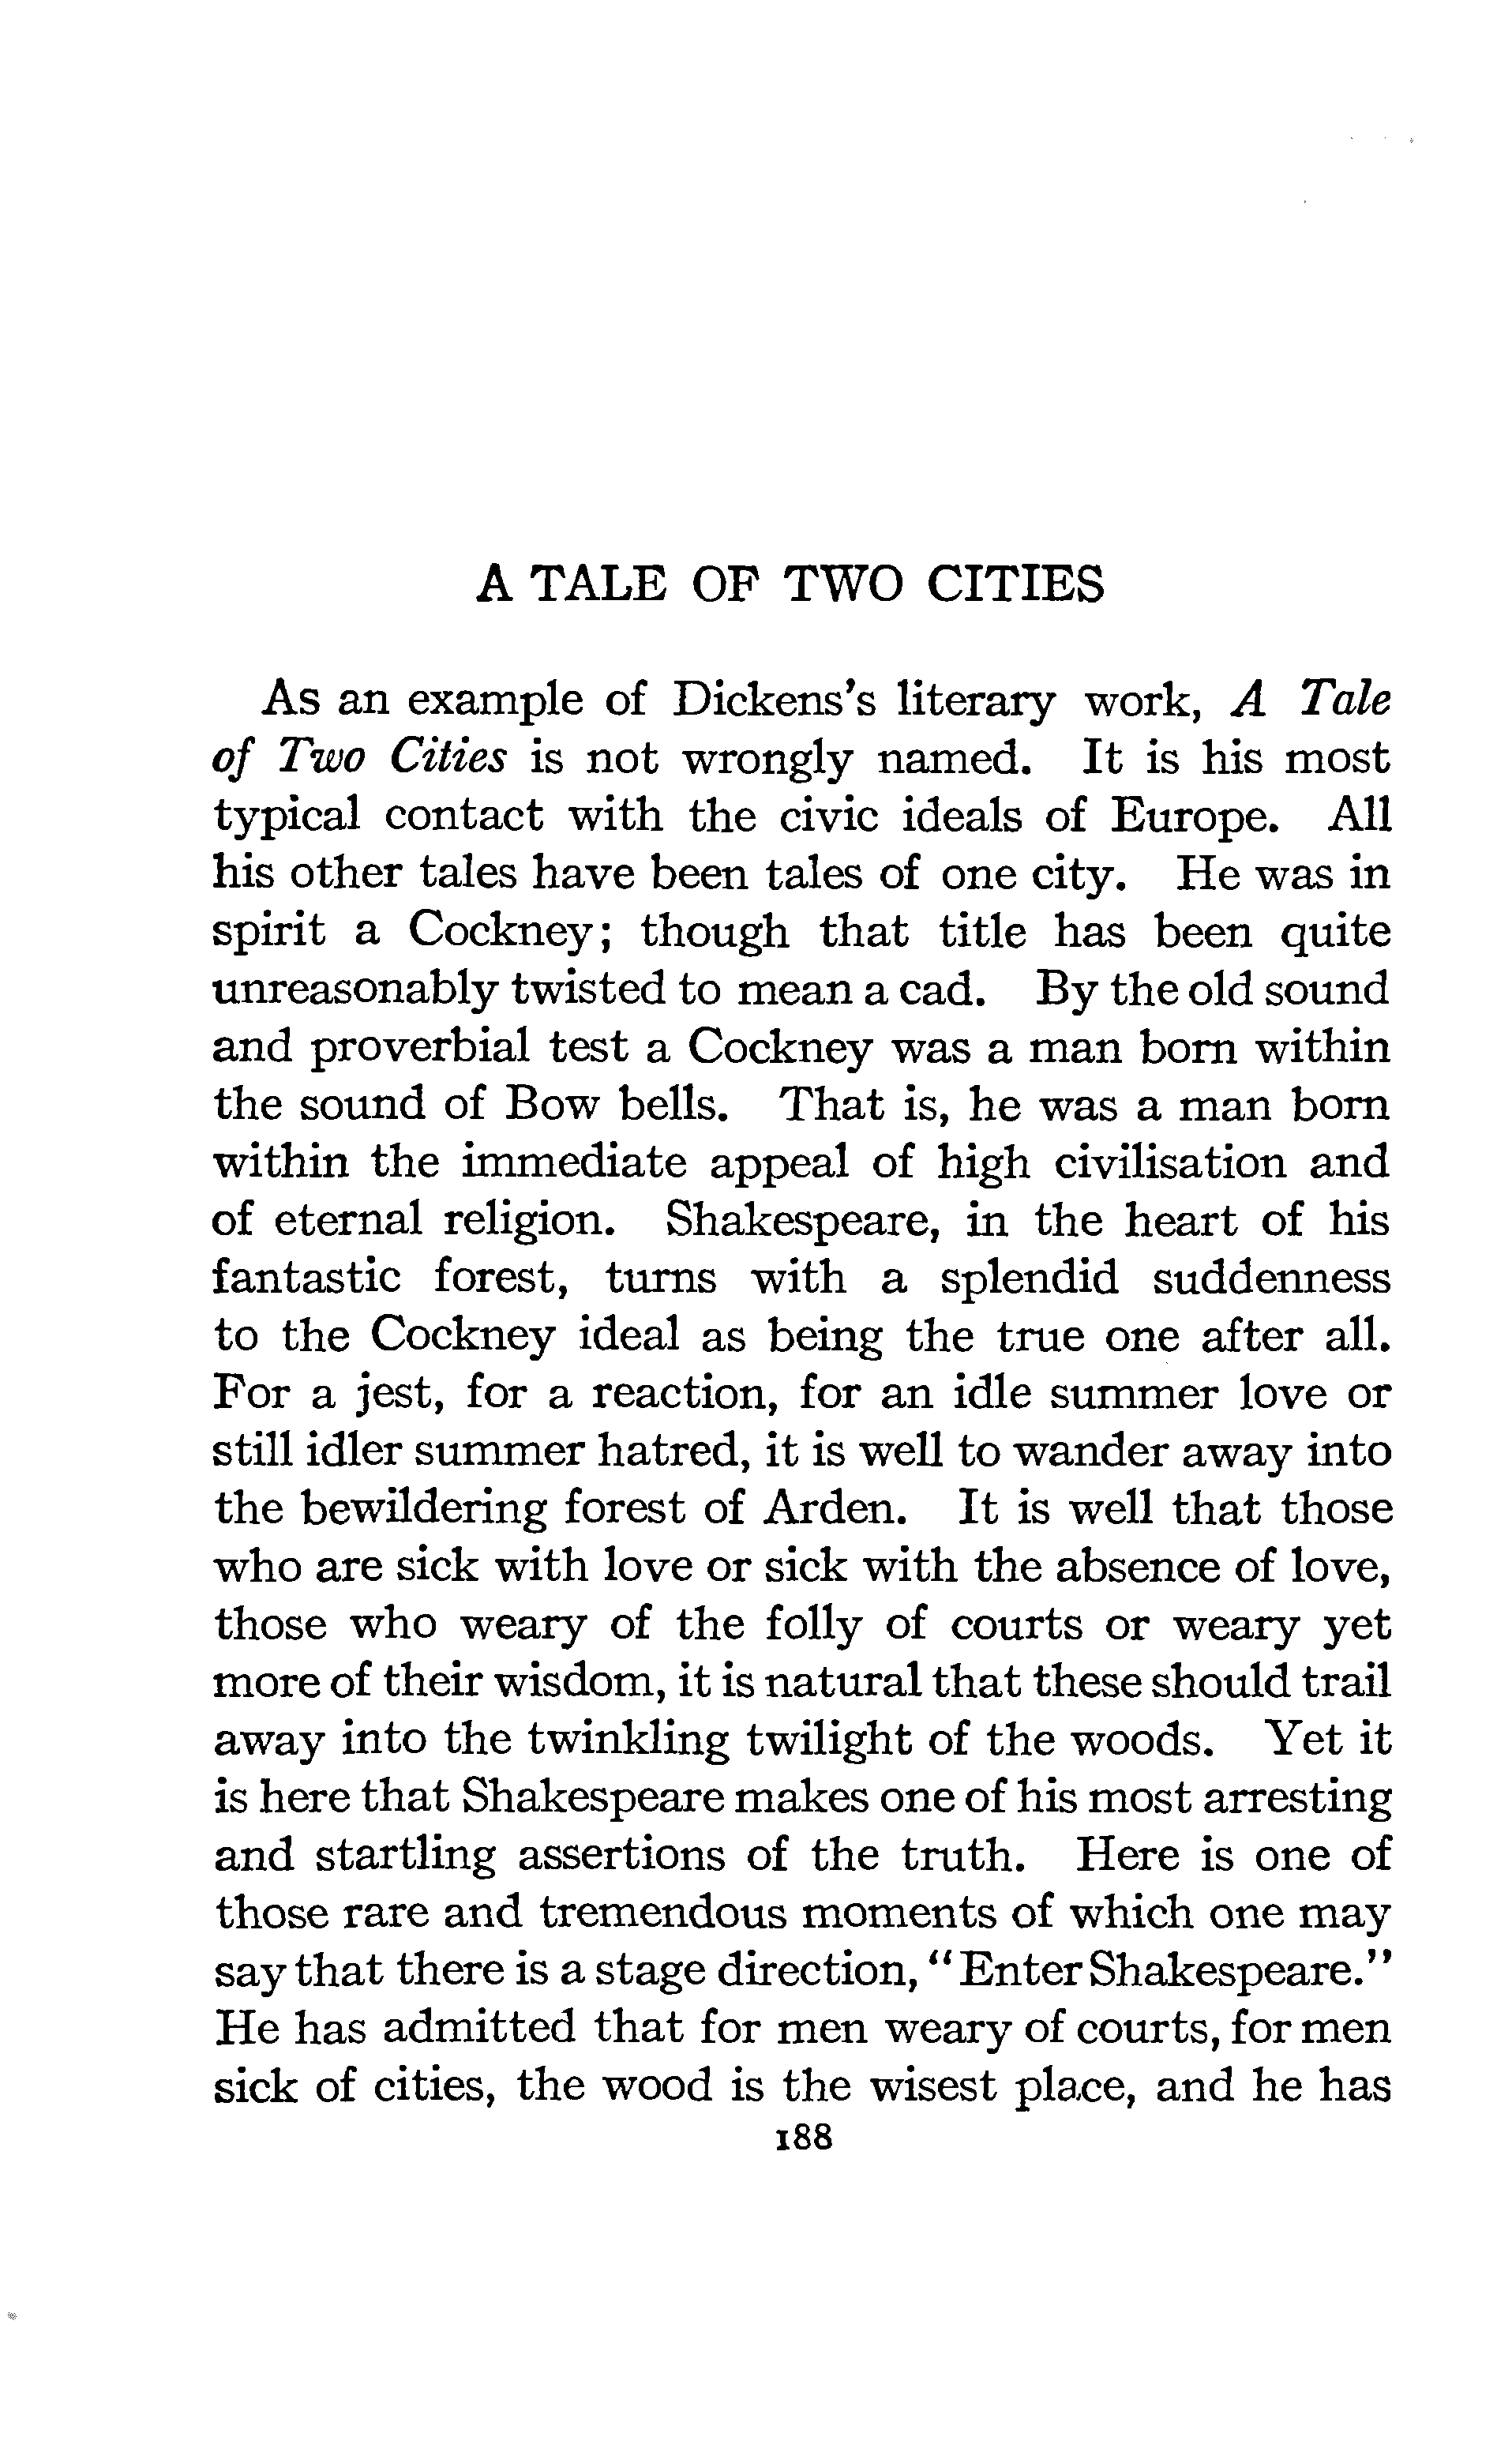 A TALE OF TWO CITIES
As an example of Dickens's literary work, A Tale
of Two Cities is not wrongly named. It is his most
typical contact with the civic ideals of Europe. All
his other tales have been tales of one city. He was in
spirit a Cockney; though that title has been quite
unreasonably twisted to mean a cad. By the old sound
and proverbial test a Cockney was a man born within
the sound of Bow bells. That is, he was a man born
within the immediate appeal of high civilisation and
of eternal religion. Shakespeare, in the heart of his
fantastic forest, turns with a splendid suddenness
to the Cockney ideal as being the true one after all.
For a jest, for a reaction, for an idle summer love or
still idler summer hatred, it is well to wander away into
the bewildering forest of Arden. It is well that those
who are sick with love or sick with the absence of love,
those who weary of the folly of courts or weary yet
more of their wisdom, it is natural that these should trail
away into the twinkling twilight of the woods. Yet it
is here that Shakespeare makes one of his most arresting
and startling assertions of the truth. Here is one of
those rare and tremendous moments of which one may
say that there is a stage direction, "Enter Shakespeare."
He has admitted that for men weary of courts, for men
sick of cities, the wood is the wisest place, and he has
188